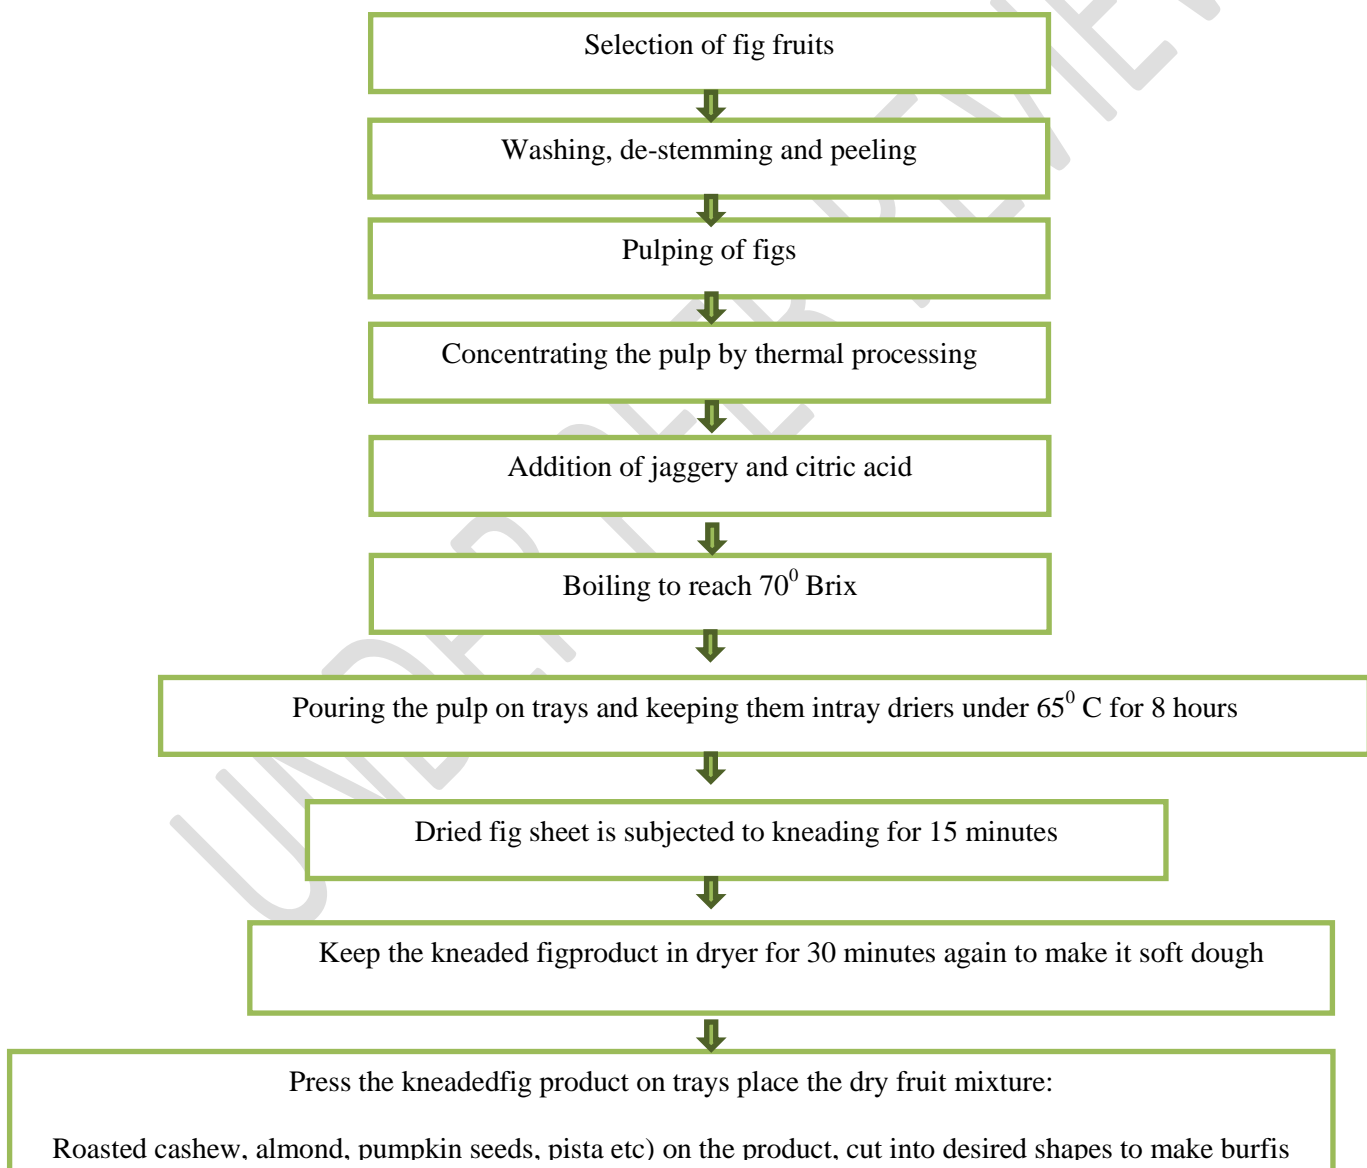 Selection of fig fruits
Washing, de-stemming and peeling
Pulping of figs
Concentrating the pulp by thermal processing
Addition of jaggery and citric acid
Boiling to reach 70⁰ Brix
Pouring the pulp on trays and keeping them intray driers under 65⁰ C for 8 hours
Dried fig sheet is subjected to kneading for 15 minutes
Keep the kneaded figproduct in dryer for 30 minutes again to make it soft dough
Press the kneadedfig product on trays place the dry fruit mixture:
Roasted cashew, almond, pumpkin seeds, pista etc) on the product, cut into desired shapes to make burfis
UNDER PEER REVIEW